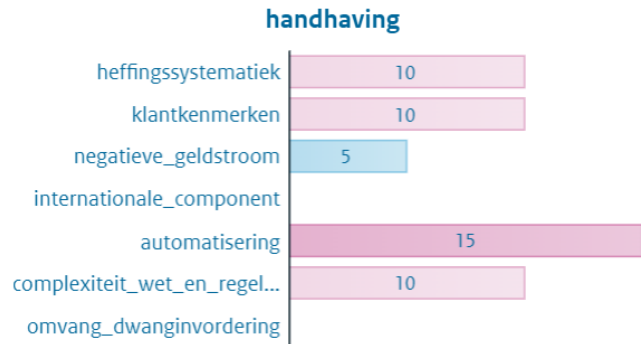 handhaving
heffingssystematiek 10
klantkenmerken 10
negatieve_geldstroom 5
internationale_component
automatisering 15
complexiteit_wet_en_regel... 10
omvang_dwanginvordering